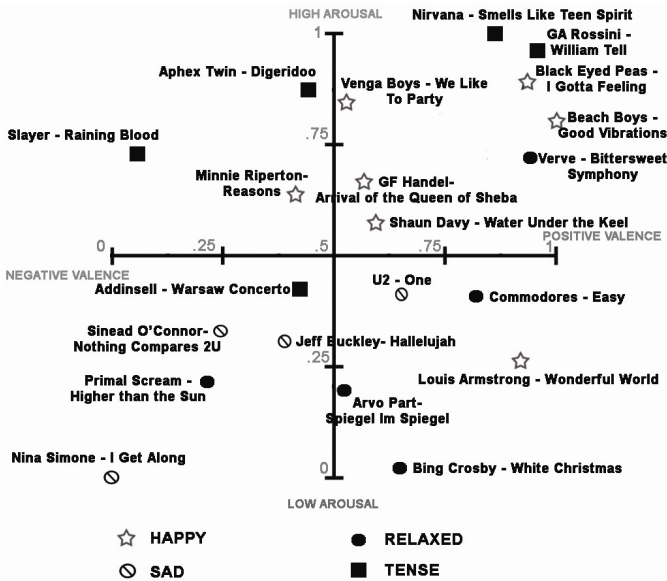 HIGH AROUSAL
Nirvana - Smells Like Teen Spirit
1
GA Rossini -
William Tell
Aphex Twin - Digeridoo
Venga Boys - We Like
To Party
Black Eyed Peas -
I Gotta Feeling
Beach Boys -
Good Vibrations
Slayer - Raining Blood
.75
Verve - Bittersweet
Symphony
Minnie Riperton-
Reasons
GF Handel-
Arrival of the Queen of Sheba
Shaun Davy - Water Under the Keel
0
.25
.5
.75
1
POSITIVE VALENCE
NEGATIVE VALENCE
Addinsell - Warsaw Concerto
U2 - One
Commodores - Easy
Sinead O'Connor-
Nothing Compares 2U
Jeff Buckley- Hallelujah
.25
Louis Armstrong - Wonderful World
Primal Scream -
Higher than the Sun
Arvo Part-
Spiegel Im Spiegel
Nina Simone - I Get Along
0
Bing Crosby - White Christmas
LOW AROUSAL
HAPPY
RELAXED
SAD
TENSE